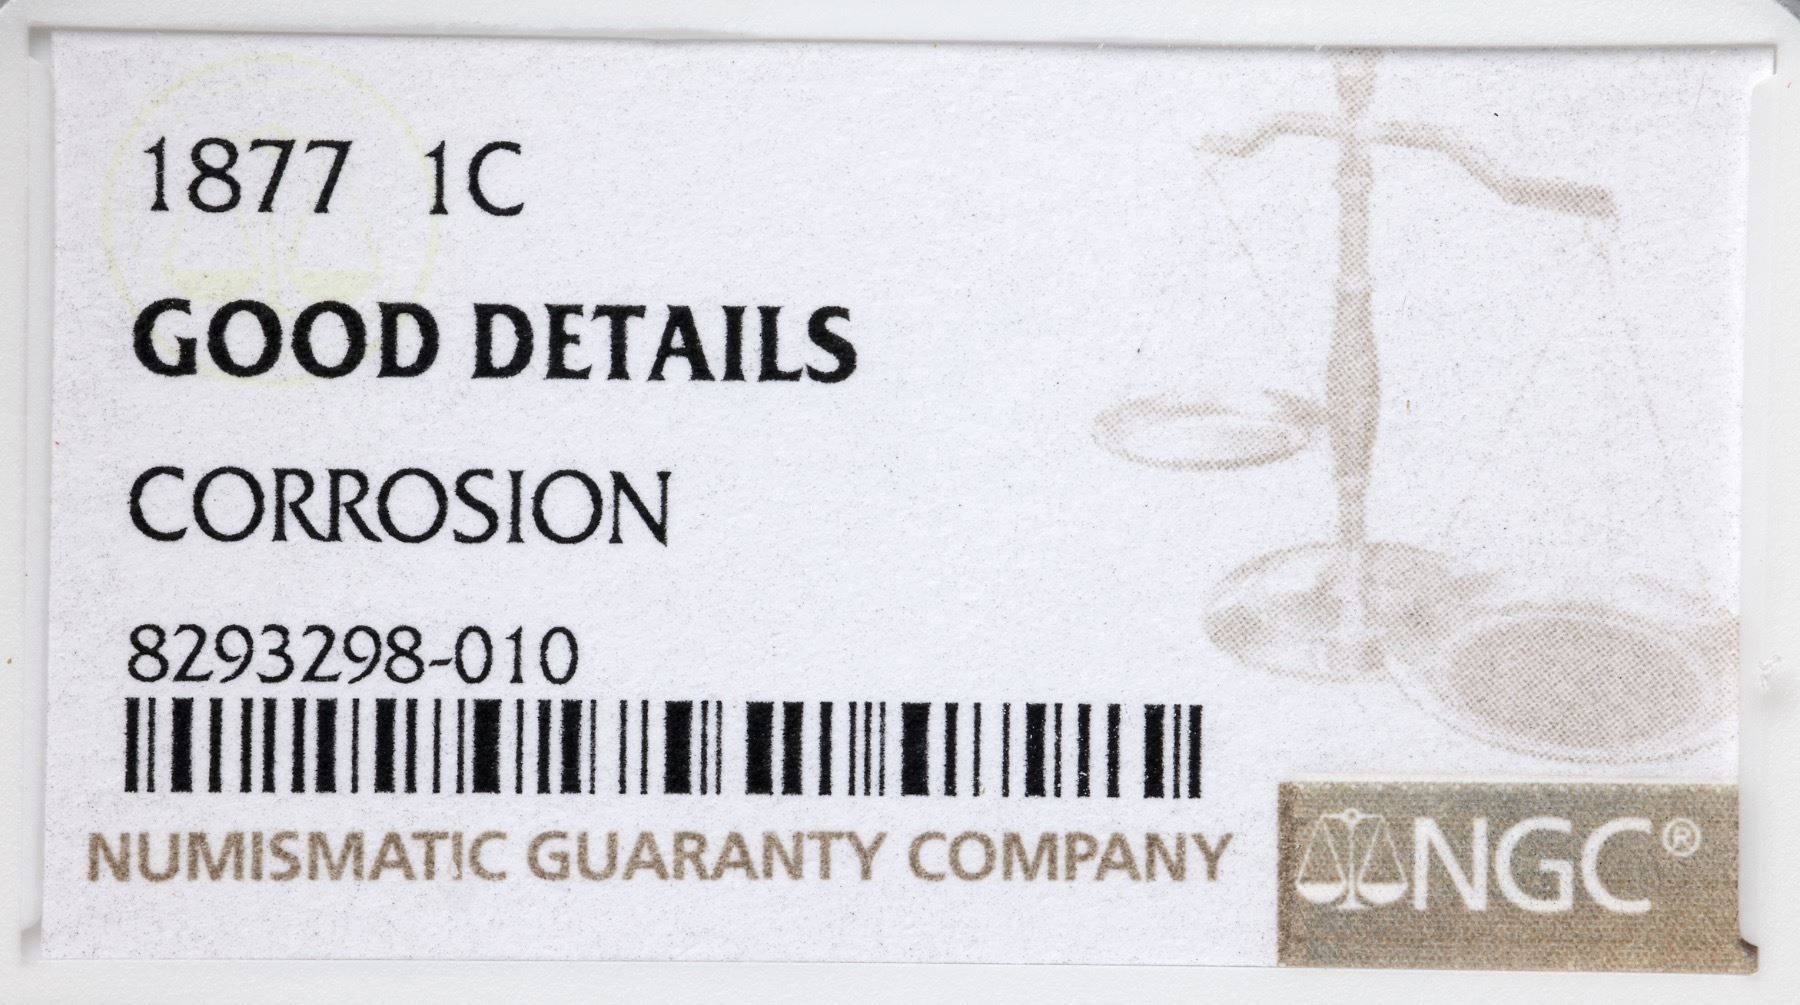 1877 1C
GOOD DETAILS
CORROSION
8293298-010
NUMISMATIC GUARANTY COMPANY
NGC®